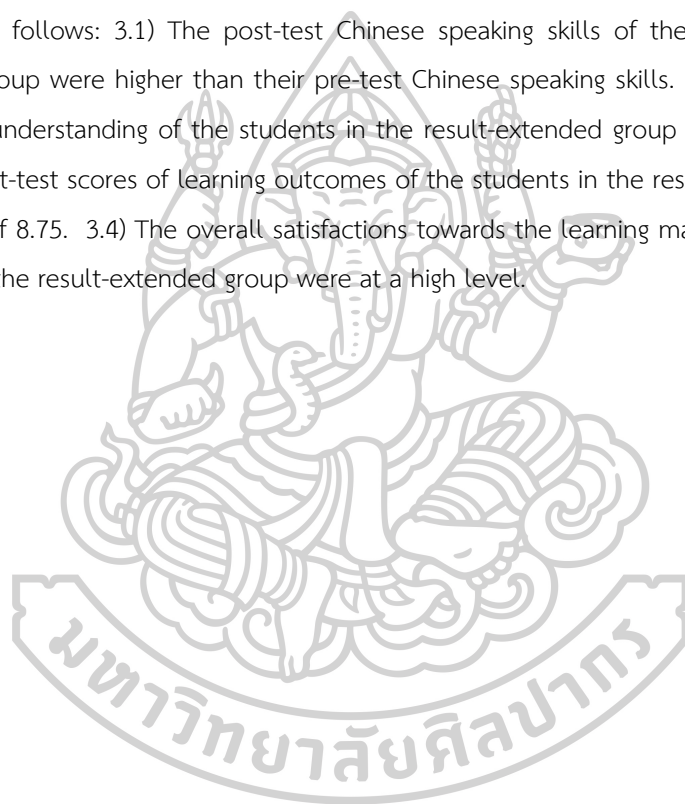 follows: 3.1) The post-test Chinese speaking skills of the
oup were higher than their pre-test Chinese speaking skills.
understanding of the students in the result-extended group
t-test scores of learning outcomes of the students in the res
of 8.75. 3.4) The overall satisfactions towards the learning ma
the result-extended group were at a high level.
มหาวิทยาลัยศิลปากร